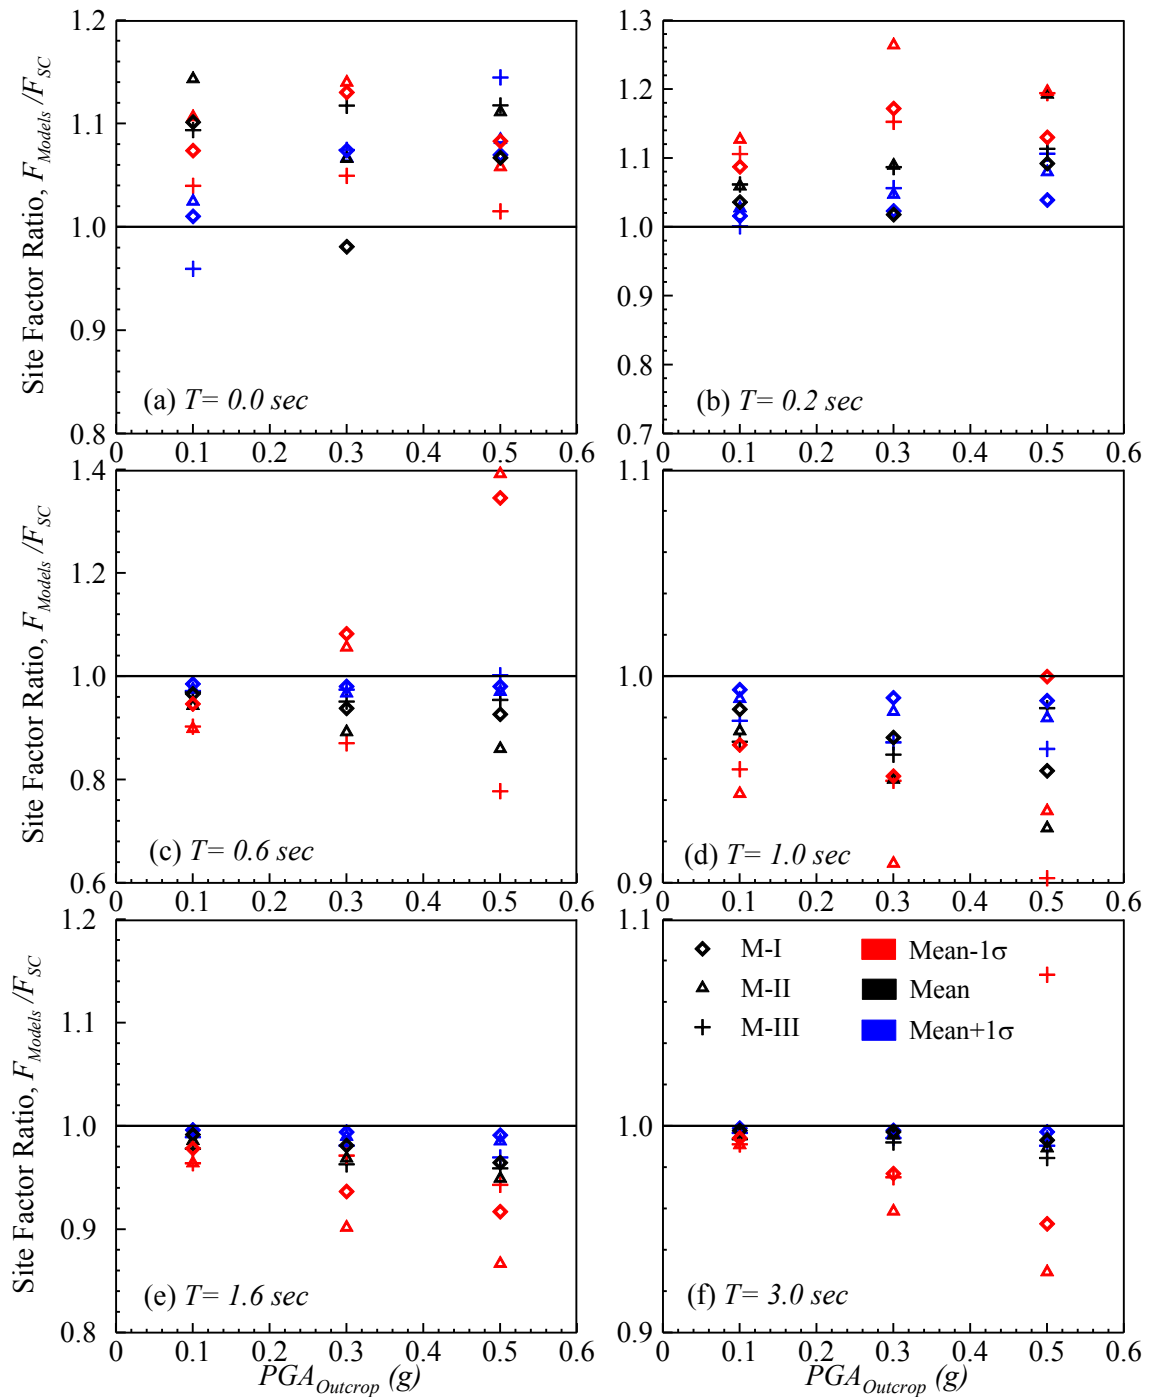 1.2
1.1
1.0
0.9
0.8
Site Factor Ratio, F_Models /F_SC
(a) T= 0.0 sec
0 0.2 0.1 0.4 0.3 0.6 0.5
1.3
1.2
1.1
1.0
0.9
0.8
0.7
(b) T= 0.2 sec
0 0.2 0.1 0.4 0.3 0.6 0.5
1.4
1.2
1.0
0.8
0.6
Site Factor Ratio, F_Models /F_SC
(c) T= 0.6 sec
0 0.2 0.1 0.4 0.3 0.6 0.5
1.1
1.0
0.9
(d) T= 1.0 sec
0 0.2 0.1 0.4 0.3 0.6 0.5
1.2
1.1
1.0
0.9
0.8
Site Factor Ratio, F_Models /F_SC
(e) T= 1.6 sec
0 0.2 0.1 0.4 0.3 0.6 0.5
PGA_Outcrop (g)
1.1
1.0
0.9
M-I
M-II
M-III
Mean-1σ
Mean
Mean+1σ
(f) T= 3.0 sec
0 0.2 0.1 0.4 0.3 0.6 0.5
PGA_Outcrop (g)